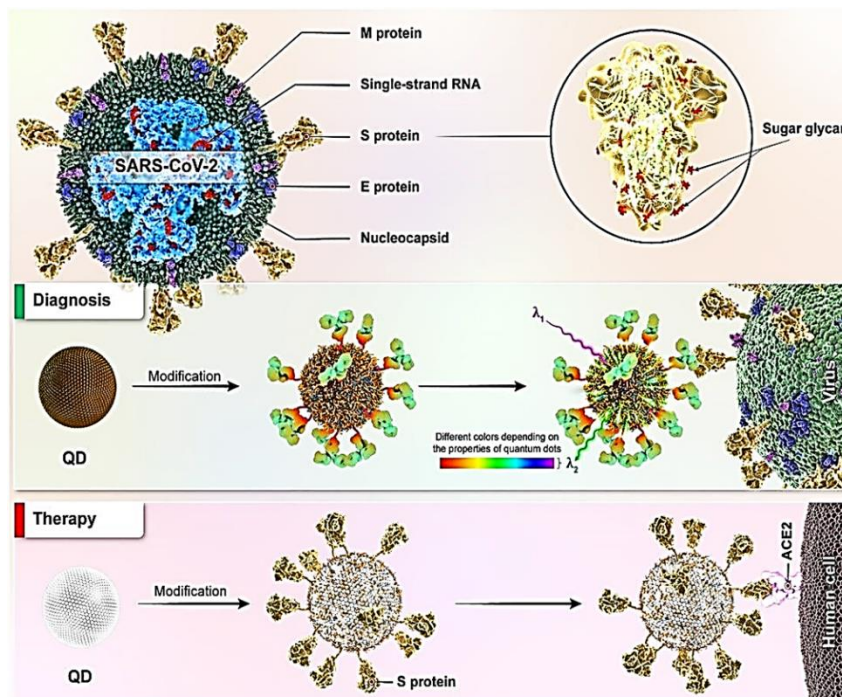 M protein
Single-strand RNA
S protein
Sugar glycan
SARS-CoV-2
E protein
Nucleocapsid
Diagnosis
Modification
QD
λ1
Different colors depending on
the properties of quantum dots
} λ2
Virus
Therapy
Modification
QD
S protein
ACE2
Human cell